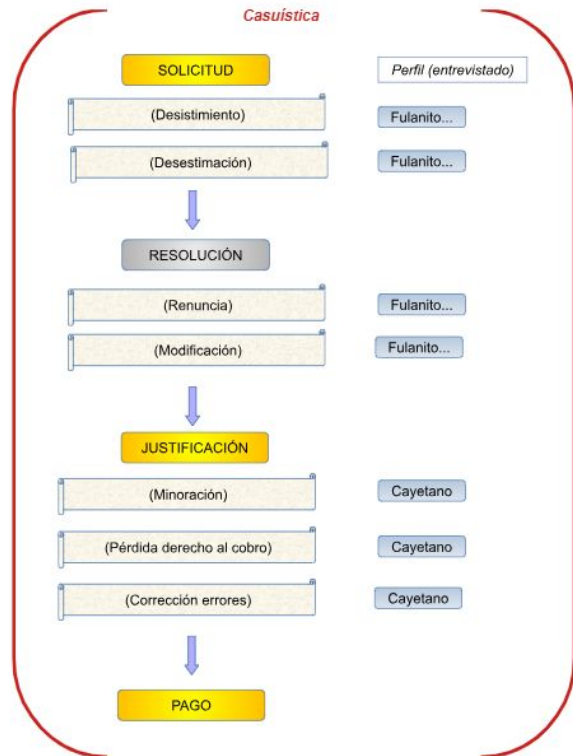 Casuística
SOLICITUD
Perfil (entrevistado)
(Desistimiento)
Fulanito...
(Desestimación)
Fulanito...
RESOLUCIÓN
(Renuncia)
Fulanito...
(Modificación)
Fulanito...
JUSTIFICACIÓN
(Minoración)
Cayetano
(Pérdida derecho al cobro)
Cayetano
(Corrección errores)
Cayetano
PAGO